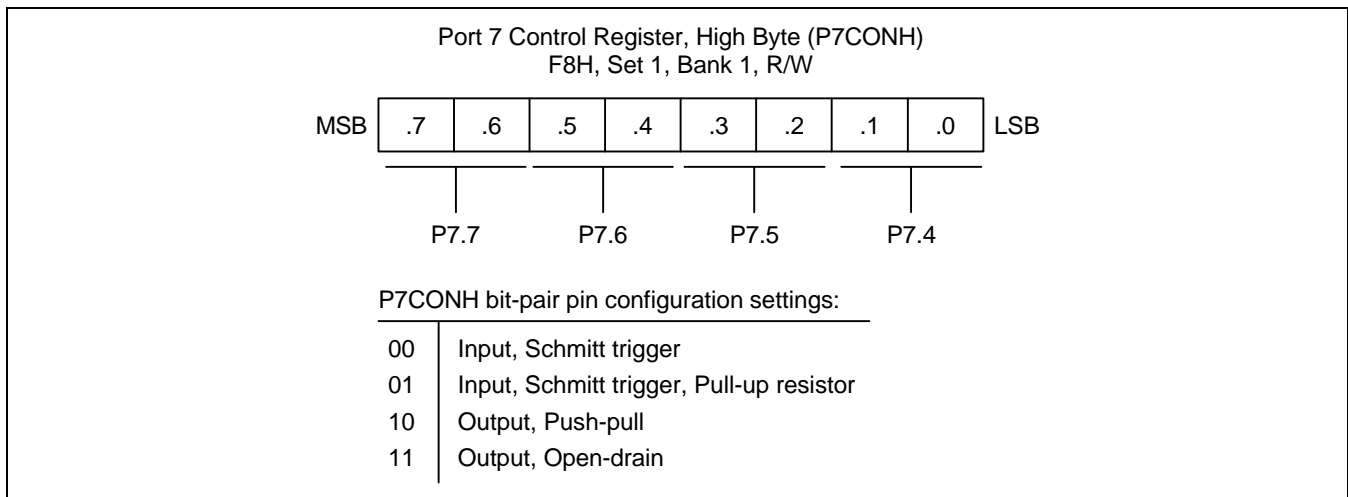 Port 7 Control Register, High Byte (P7CONH)
F8H, Set 1, Bank 1, R/W
MSB .7 .6 .5 .4 .3 .2 .1 .0 LSB
P7.7 P7.6 P7.5 P7.4
P7CONH bit-pair pin configuration settings:
00 Input, Schmitt trigger
01 Input, Schmitt trigger, Pull-up resistor
10 Output, Push-pull
11 Output, Open-drain